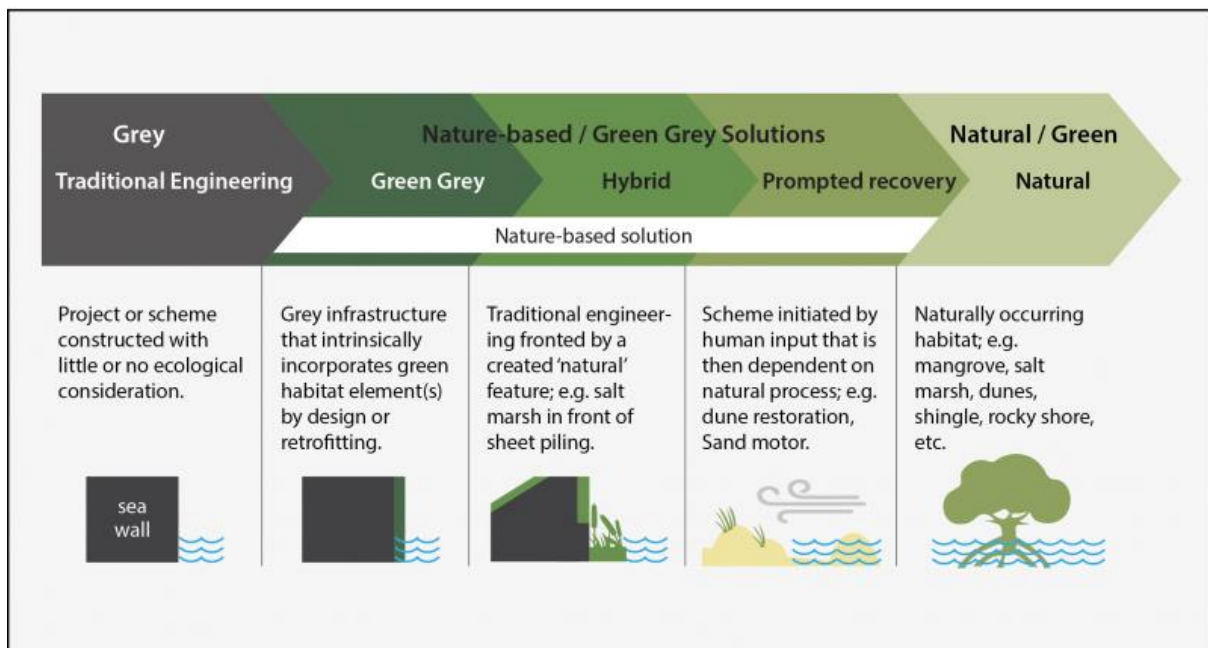 Grey
Nature-based / Green Grey Solutions
Natural / Green
Traditional Engineering
Green Grey
Hybrid
Prompted recovery
Natural
Nature-based solution
Project or scheme
constructed with
little or no ecological
consideration.
Grey infrastructure
that intrinsically
incorporates green
habitat element(s)
by design or
retrofitting.
Traditional engineer-
ing fronted by a
created ‘natural’
feature; e.g. salt
marsh in front of
sheet piling.
Scheme initiated by
human input that is
then dependent on
natural process; e.g.
dune restoration,
Sand motor.
Naturally occurring
habitat; e.g.
mangrove, salt
marsh, dunes,
shingle, rocky shore,
etc.
sea
wall